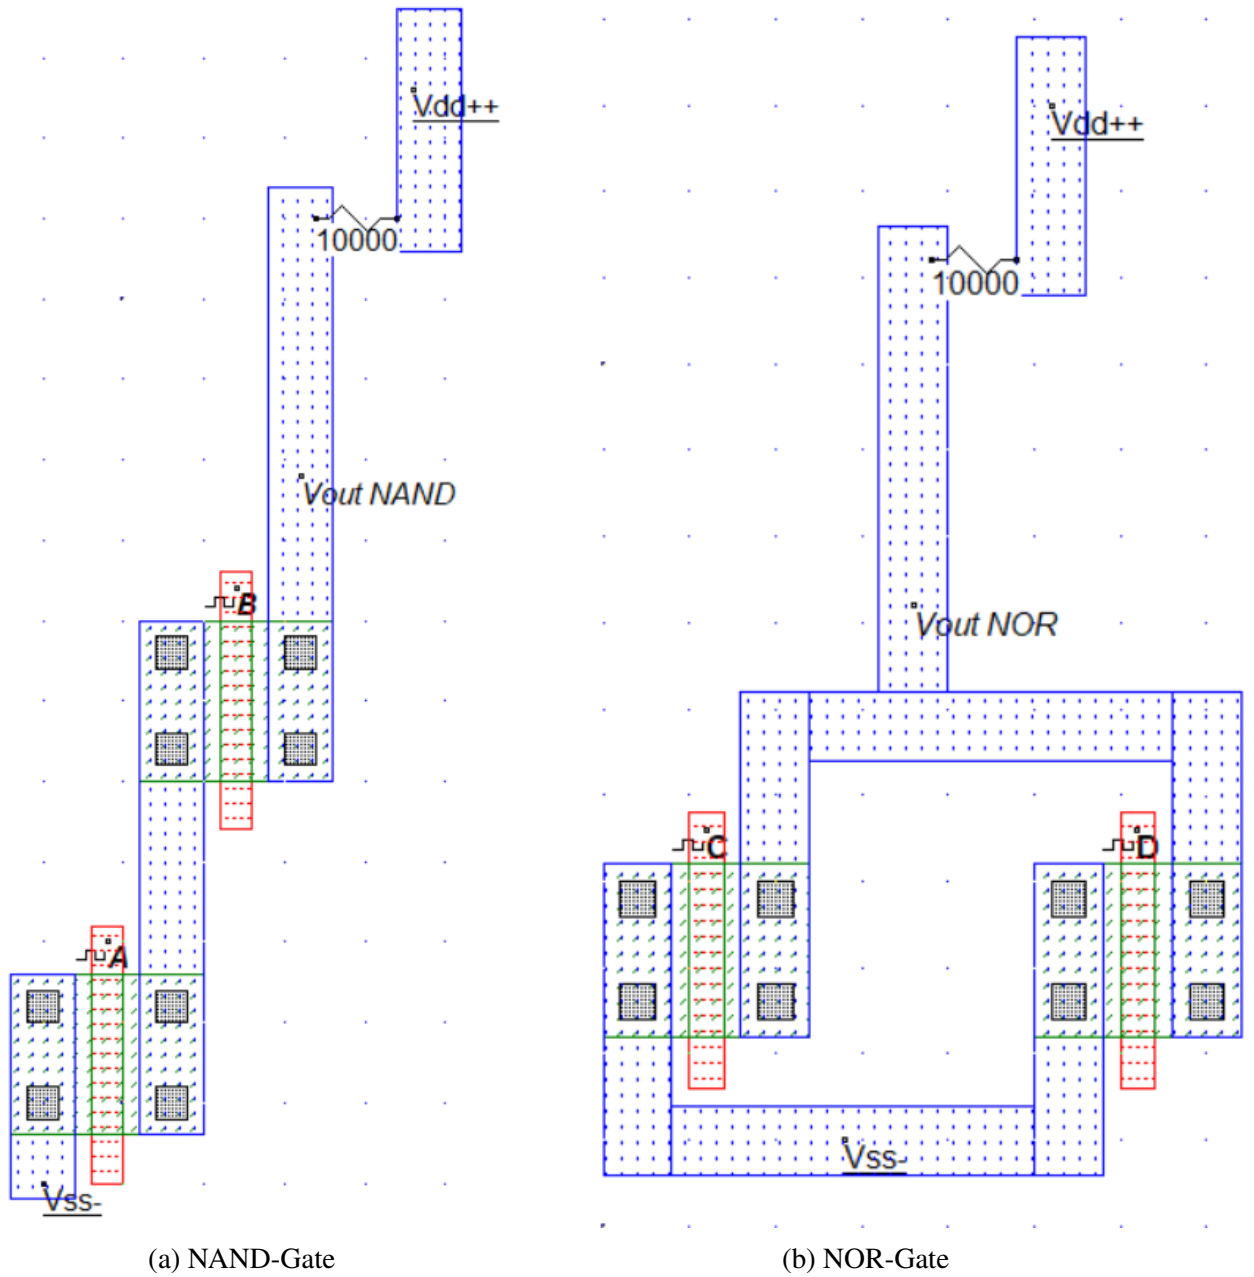 Vdd++
10000
Vout NAND
B
A
Vss-
(a) NAND-Gate
Vdd++
10000
Vout NOR
C
D
Vss-
(b) NOR-Gate